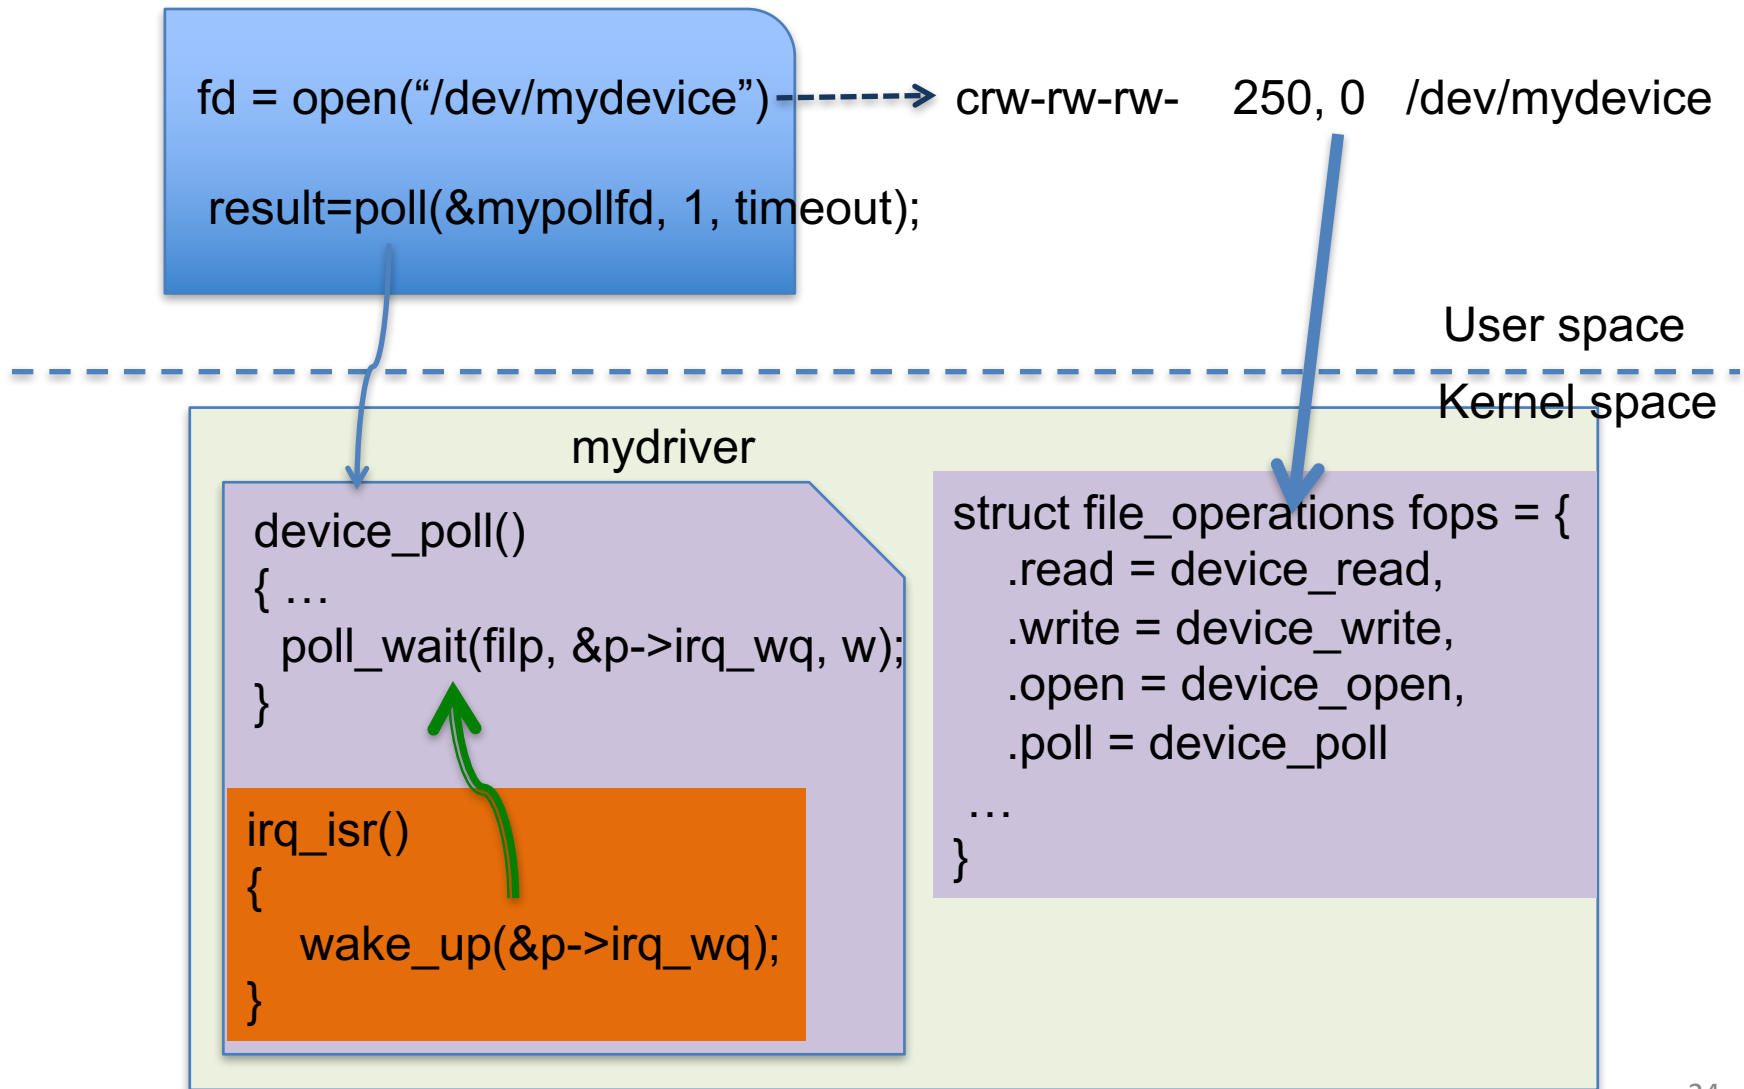 fd = open(“/dev/mydevice”)
crw-rw-rw- 250, 0 /dev/mydevice
result=poll(&mypollfd, 1, timeout);
User space
Kernel space
mydriver
device_poll()
{ …
poll_wait(filp, &p->irq_wq, w);
}
irq_isr()
{
wake_up(&p->irq_wq);
}
struct file_operations fops = {
.read = device_read,
.write = device_write,
.open = device_open,
.poll = device_poll
…
}